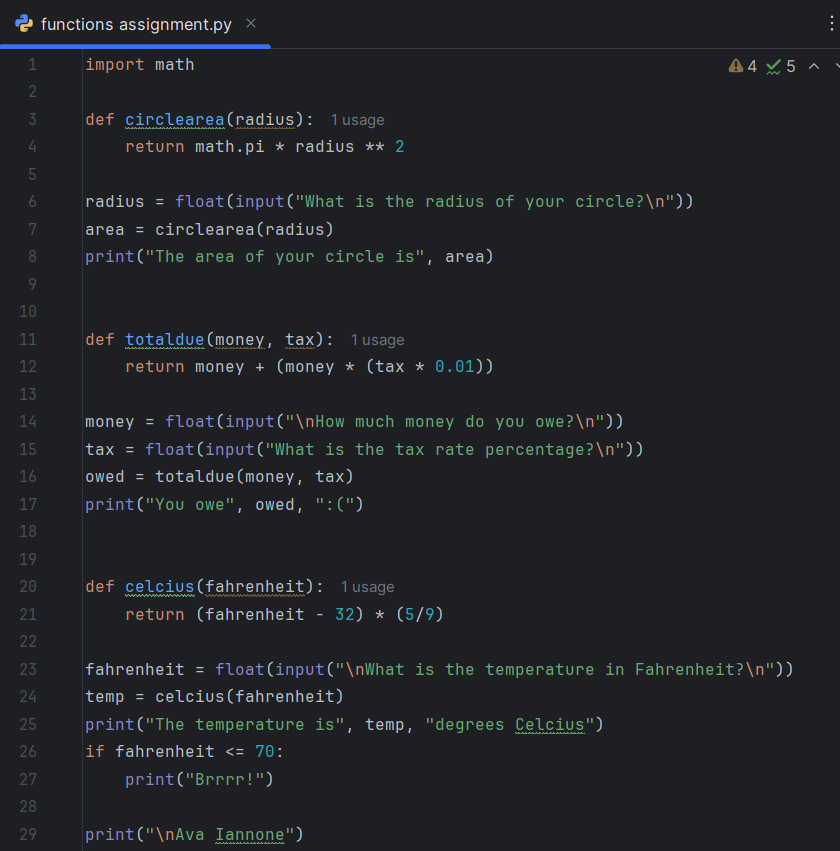 functions assignment.py
4 5
1 import math
2
3 def circlearea(radius): 1 usage
4     return math.pi * radius ** 2
5
6 radius = float(input("What is the radius of your circle?\n"))
7 area = circlearea(radius)
8 print("The area of your circle is", area)
9
10
11 def totaldue(money, tax): 1 usage
12     return money + (money * (tax * 0.01))
13
14 money = float(input("\nHow much money do you owe?\n"))
15 tax = float(input("What is the tax rate percentage?\n"))
16 owed = totaldue(money, tax)
17 print("You owe", owed, ":(")
18
19
20 def celcius(fahrenheit): 1 usage
21     return (fahrenheit - 32) * (5/9)
22
23 fahrenheit = float(input("\nWhat is the temperature in Fahrenheit?\n"))
24 temp = celcius(fahrenheit)
25 print("The temperature is", temp, "degrees Celcius")
26 if fahrenheit <= 70:
27     print("Brrrr!")
28
29 print("\nAva Iannone")